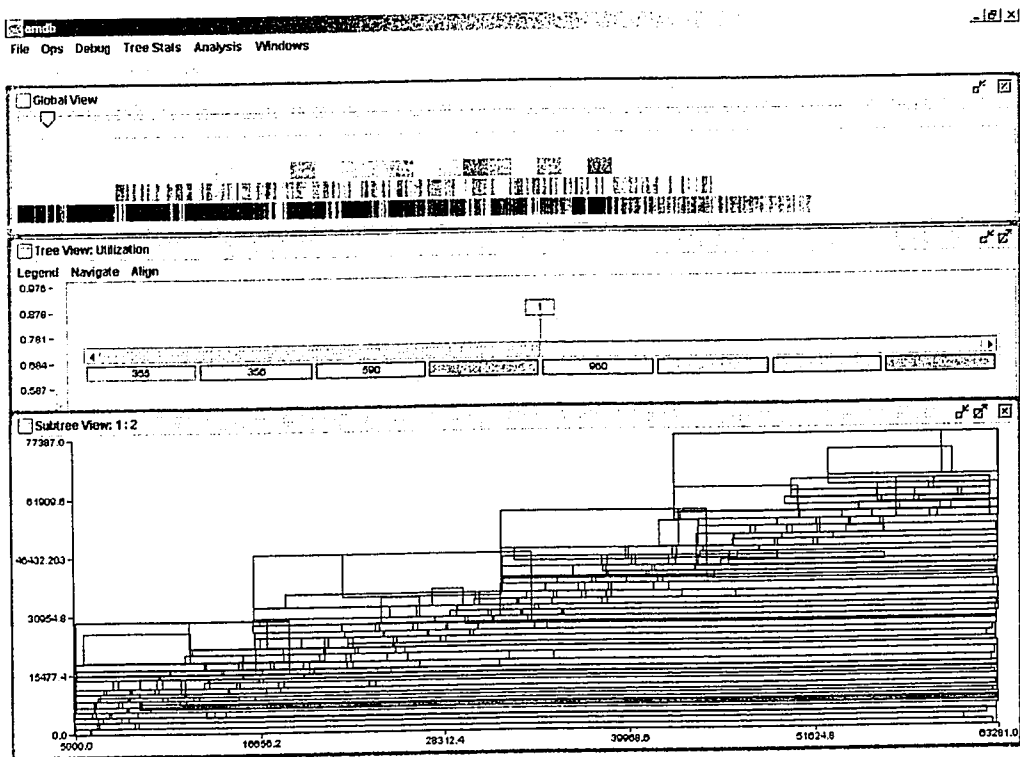 amdb
File Ops Debug Tree Stats Analysis Windows
Global View
Tree View: Utilization
Legend Navigate Align
0.976
0.878
0.781
0.684
0.587
1
355 356 590 960
Subtree View: 1:2
77387.0
61909.6
46432.203
30954.8
15477.4
0.0
5000.0 16656.2 28312.4 39968.6 51624.8 63281.0